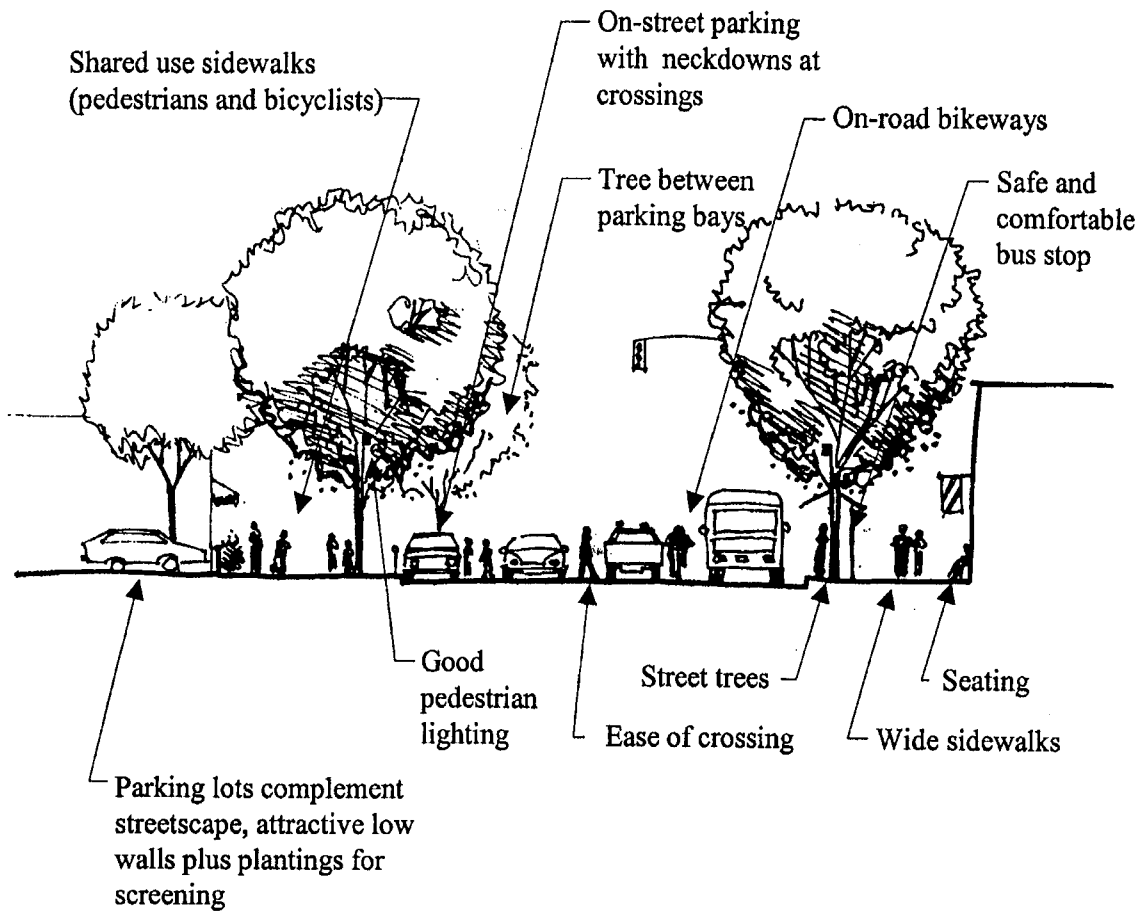 On-street parking
with neckdowns at
crossings
Shared use sidewalks
(pedestrians and bicyclists)
On-road bikeways
Tree between
parking bays
Safe and
comfortable
bus stop
Good
pedestrian
lighting
Street trees
Seating
Ease of crossing
Wide sidewalks
Parking lots complement
streetscape, attractive low
walls plus plantings for
screening